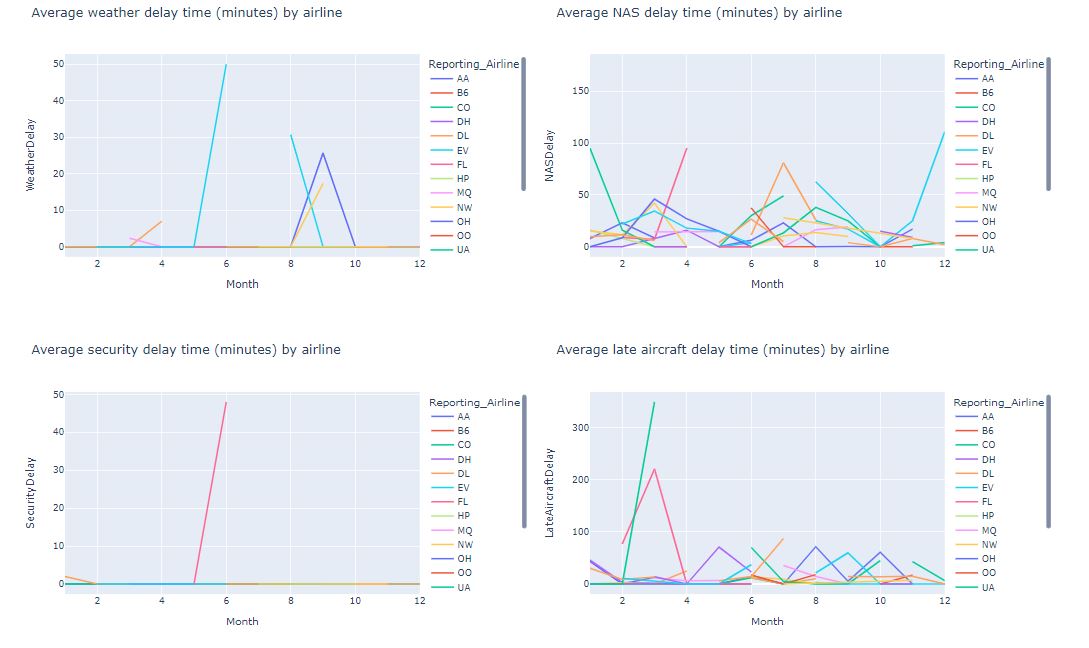 Average weather delay time (minutes) by airline
WeatherDelay
50
40
30
20
10
0
2 4 6 8 10 12
Month
Reporting_Airline
AA
B6
CO
DH
DL
EV
FL
HP
MQ
NW
OH
OO
UA
Average NAS delay time (minutes) by airline
NASDelay
150
100
50
0
2 4 6 8 10 12
Month
Reporting_Airline
AA
B6
CO
DH
DL
EV
FL
HP
MQ
NW
OH
OO
UA
Average security delay time (minutes) by airline
SecurityDelay
50
40
30
20
10
0
2 4 6 8 10 12
Month
Reporting_Airline
AA
B6
CO
DH
DL
EV
FL
HP
MQ
NW
OH
OO
UA
Average late aircraft delay time (minutes) by airline
LateAircraftDelay
300
200
100
0
2 4 6 8 10 12
Month
Reporting_Airline
AA
B6
CO
DH
DL
EV
FL
HP
MQ
NW
OH
OO
UA